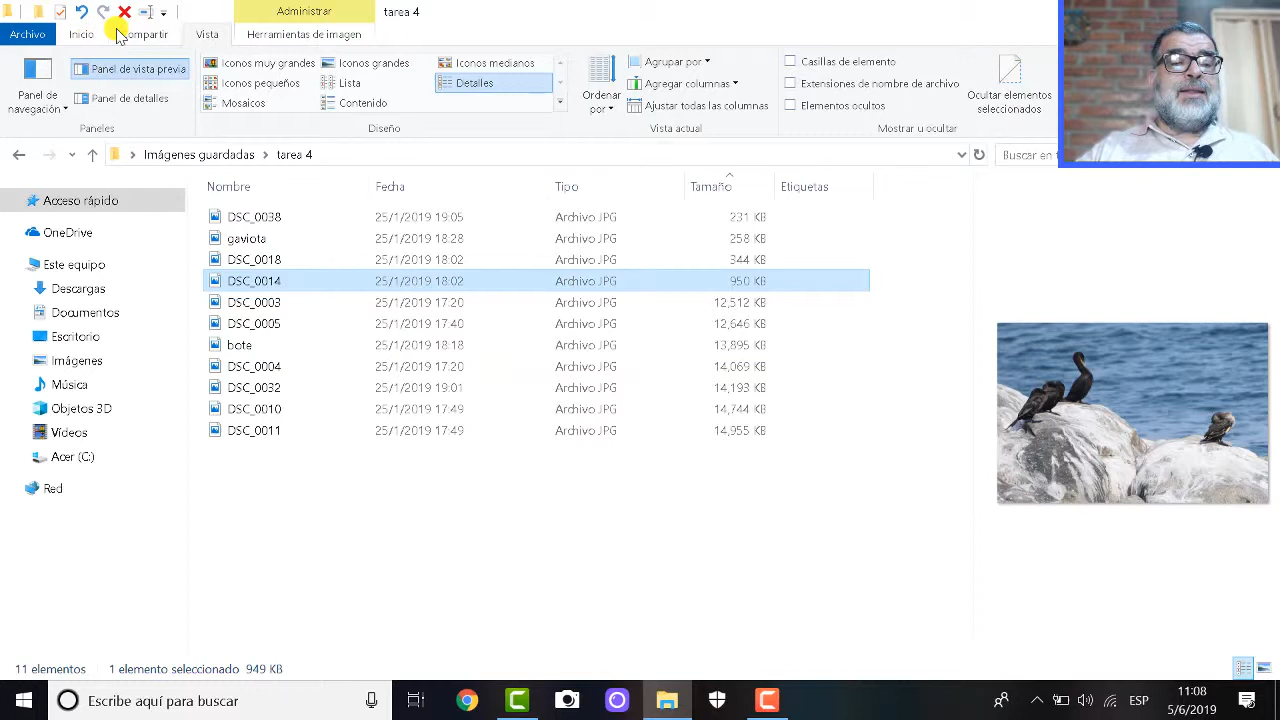 Administrar
tarea 4
Archivo
Inicio
Compartir
Vista
Herramientas de imagen
Panel de navegación
Panel de vista previs
Panel de detalles
Paneles
Iconos muy grandes
Iconos grandes
Iconos medianos
Iconos pequeños
Lista
Detalles
Mosaicos
Contenido
Diseño
Ordenar por
Agrupar por
Agregar columnas
Ajustar todas las columnas
Vista actual
Casillas de elemento
Extensiones de nombre de archivo
Elementos ocultos
Ocultar elementos seleccionados
Mostrar u ocultar
Imágenes guardadas > tarea 4
Buscar en t
Nombre Fecha Tipo Tamaño Etiquetas
DSC_0038 25/1/2019 19:05 Archivo JPG 231 KB
gaviota 25/1/2019 18:28 Archivo JPG 258 KB
DSC_0018 25/1/2019 18:02 Archivo JPG 344 KB
DSC_0014 25/1/2019 18:02 Archivo JPG 950 KB
DSC_0003 25/1/2019 17:20 Archivo JPG 12,512 KB
DSC_0005 25/1/2019 17:40 Archivo JPG 12,646 KB
bote 25/1/2019 18:18 Archivo JPG 13,895 KB
DSC_0004 25/1/2019 17:20 Archivo JPG 14,069 KB
DSC_0032 25/1/2019 19:01 Archivo JPG 14,193 KB
DSC_0010 25/1/2019 17:49 Archivo JPG 14,744 KB
DSC_0011 25/1/2019 17:49 Archivo JPG 14,955 KB
Acceso rápido
OneDrive
Este equipo
Descargas
Documentos
Escritorio
Imágenes
Música
Objetos 3D
Vídeos
Acer (C:)
Red
11 elementos
1 elemento seleccionado 949 KB
Escribe aquí para buscar
ESP
11:08
5/6/2019